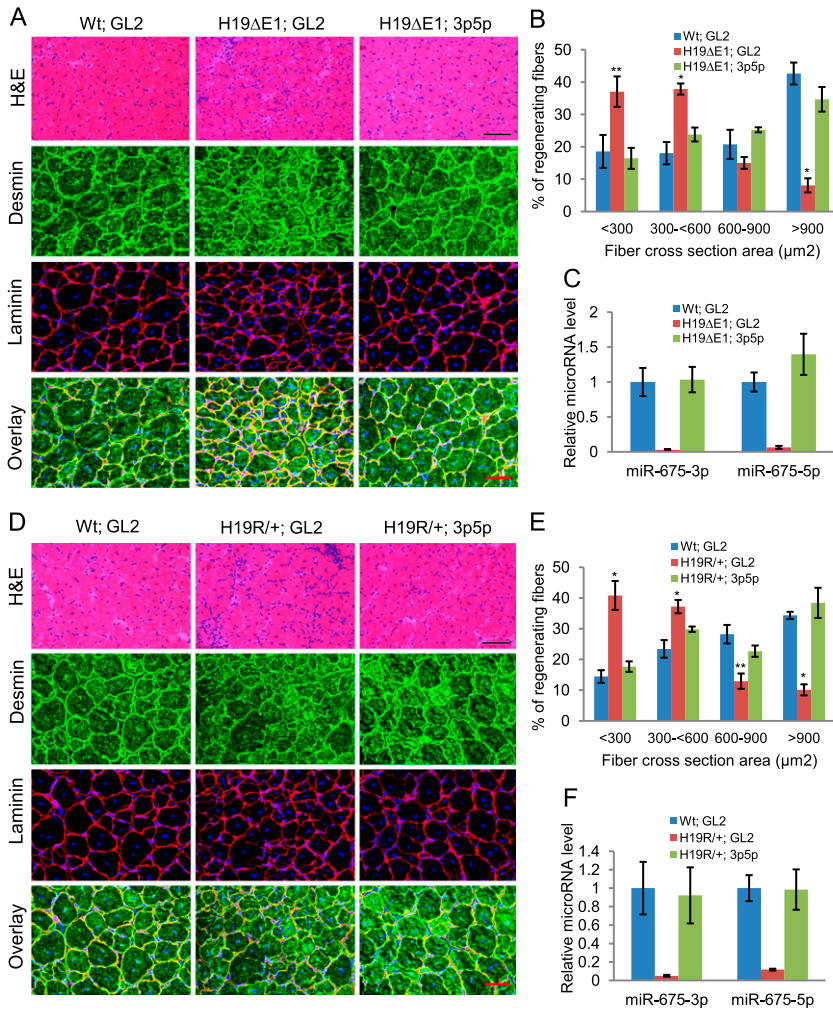 A
Wt; GL2
H19ΔE1; GL2
H19ΔE1; 3p5p
H&E
Desmin
Laminin
Overlay
B
Wt; GL2
H19ΔE1; GL2
H19ΔE1; 3p5p
% of regenerating fibers
50
40
30
20
10
0
**
*
*
<300
300-<600
600-900
>900
Fiber cross section area (µm2)
C
Wt; GL2
H19ΔE1; GL2
H19ΔE1; 3p5p
Relative microRNA level
2
1.5
1
0.5
0
miR-675-3p
miR-675-5p
D
Wt; GL2
H19R/+; GL2
H19R/+; 3p5p
H&E
Desmin
Laminin
Overlay
E
Wt; GL2
H19R/+; GL2
H19R/+; 3p5p
% of regenerating fibers
50
40
30
20
10
0
*
*
**
*
<300
300-<600
600-900
>900
Fiber cross section area (µm2)
F
Wt; GL2
H19R/+; GL2
H19R/+; 3p5p
Relative microRNA level
1.4
1.2
1
0.8
0.6
0.4
0.2
0
miR-675-3p
miR-675-5p